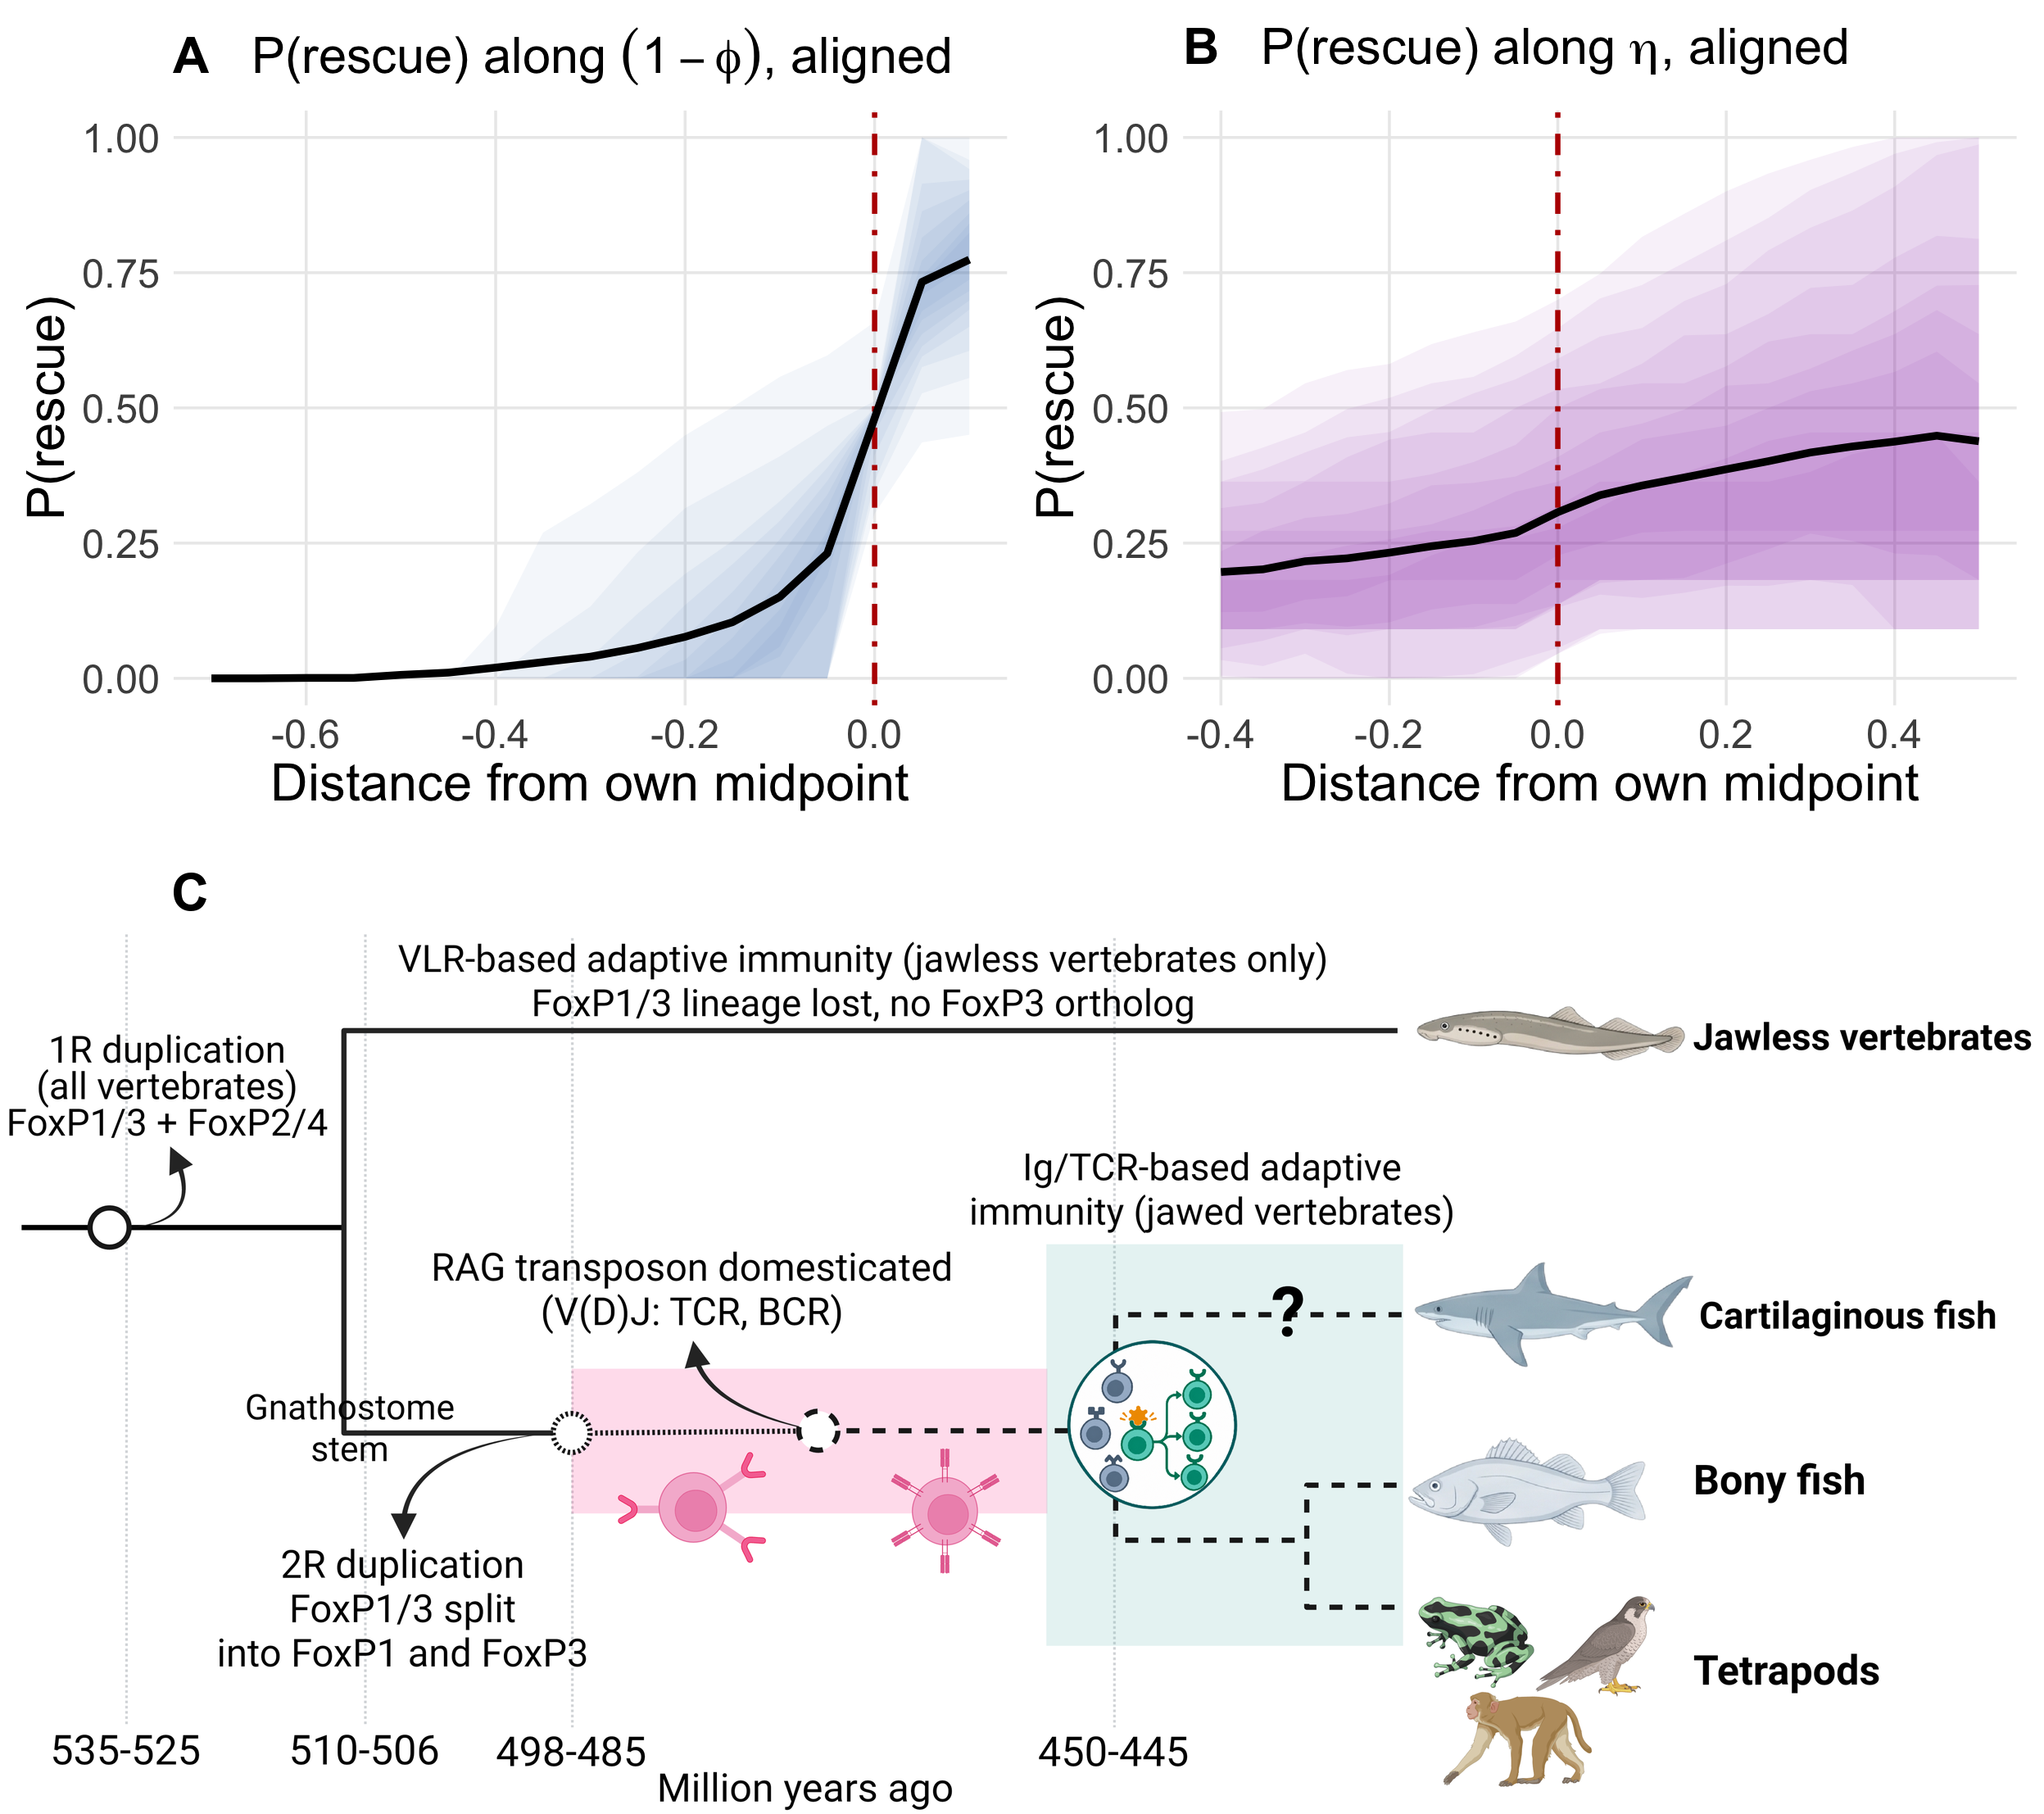 A P(rescue) along (1 − ϕ), aligned
1.00
0.75
0.50
0.25
0.00
P(rescue)
-0.6 -0.4 -0.2 0.0
Distance from own midpoint
B P(rescue) along η, aligned
1.00
0.75
0.50
0.25
0.00
P(rescue)
-0.4 -0.2 0.0 0.2 0.4
Distance from own midpoint
C
VLR-based adaptive immunity (jawless vertebrates only)
FoxP1/3 lineage lost, no FoxP3 ortholog
Jawless vertebrates
1R duplication
(all vertebrates)
FoxP1/3 + FoxP2/4
Ig/TCR-based adaptive
immunity (jawed vertebrates)
RAG transposon domesticated
(V(D)J: TCR, BCR)
?
Cartilaginous fish
Gnathostome
stem
Bony fish
2R duplication
FoxP1/3 split
into FoxP1 and FoxP3
Tetrapods
535-525 510-506 498-485 450-445
Million years ago